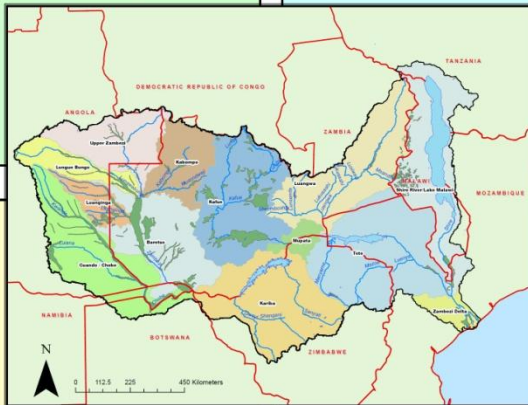 TANZANIA
DEMOCRATIC REPUBLIC OF CONGO
ANGOLA
ZAMBIA
Upper Zambezi
Kabompo
Lungue Bungo
Luangwa
MALAWI
Shire River/Lake Malawi
Kafue
Kafue
Luanginga
MOZAMBIQUE
Barotse
Mupata
Tete
Cuando - Chobe
Kariba
Zambezi Delta
NAMIBIA
BOTSWANA
ZIMBABWE
N
0 112.5 225 450 Kilometers